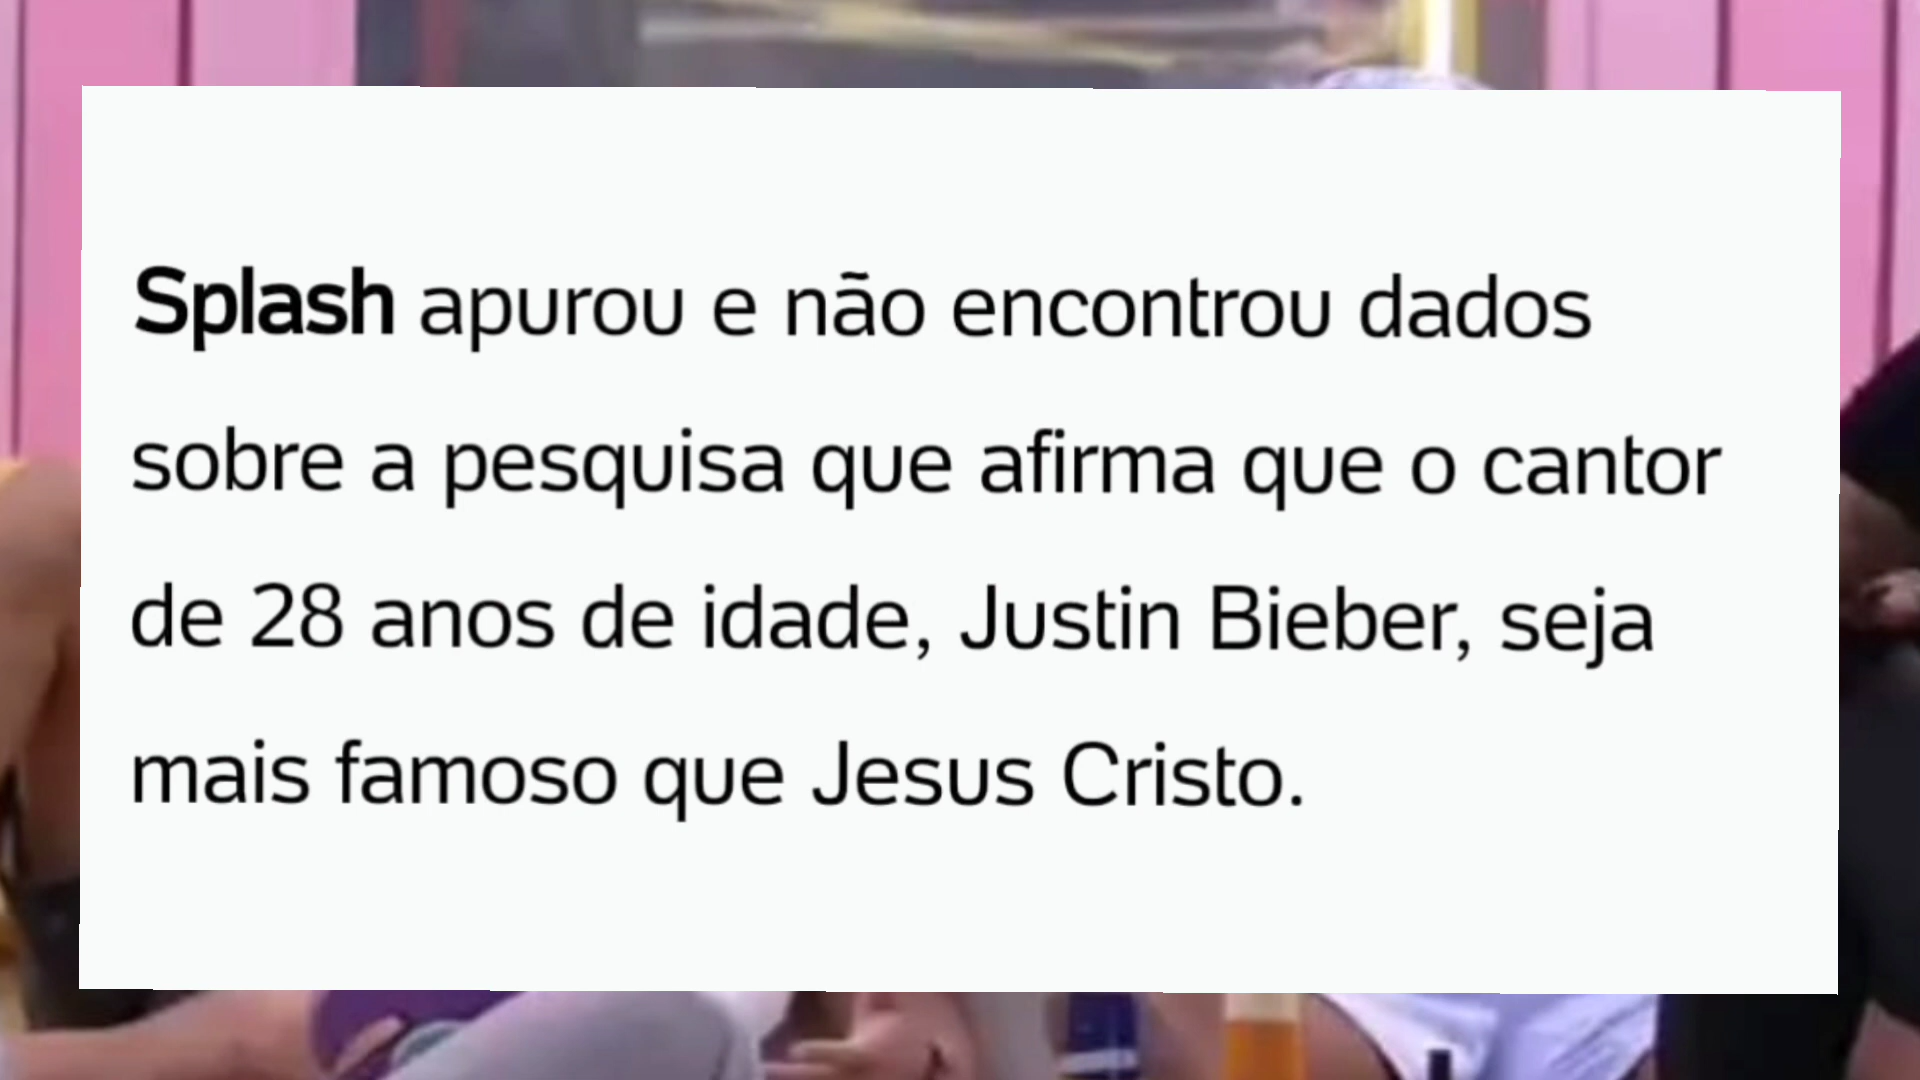 Splash apurou e não encontrou dados
sobre a pesquisa que afirma que o cantor
de 28 anos de idade, Justin Bieber, seja
mais famoso que Jesus Cristo.